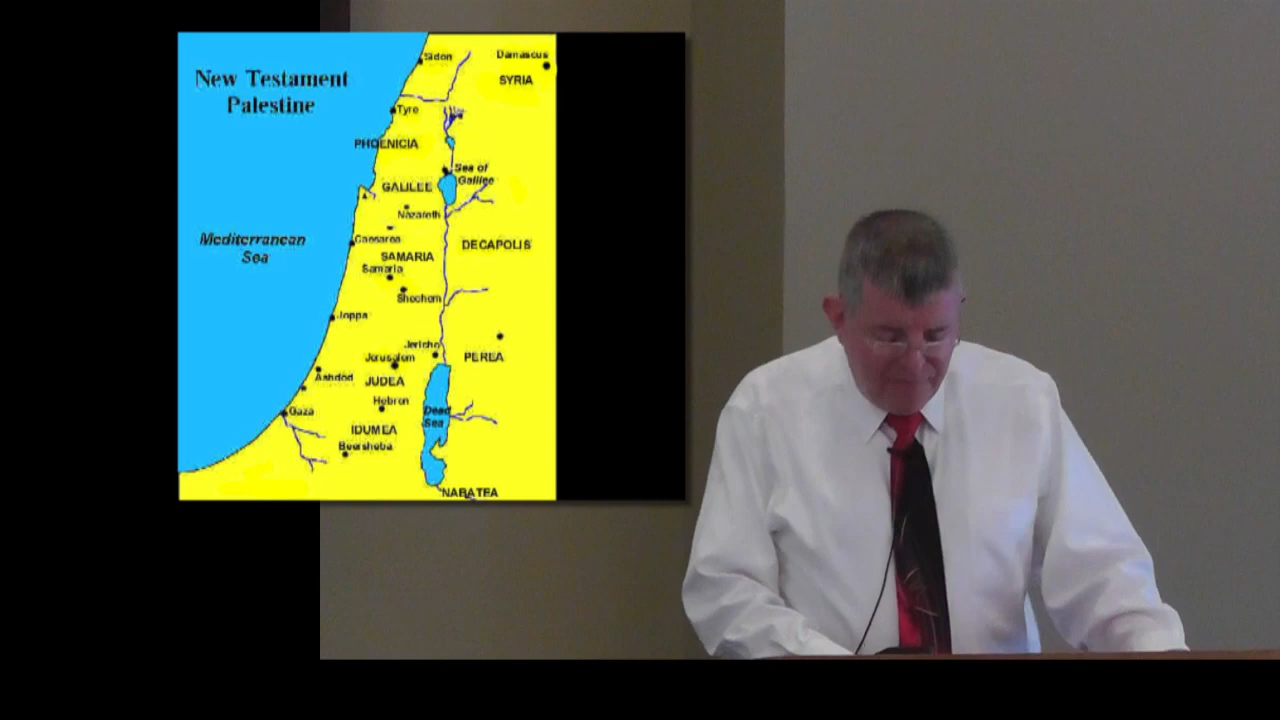 New Testament
Palestine
Sidon
Damascus
SYRIA
Tyre
PHOENICIA
Sea of
Galilee
GALILEE
Nazareth
Mediterranean
Sea
Caesarea
DECAPOLIS
SAMARIA
Samaria
Shechem
Joppa
Jericho
Jerusalem
PEREA
Ashdod
JUDEA
Hebron
Dead
Sea
Gaza
IDUMEA
Beersheba
NABATEA